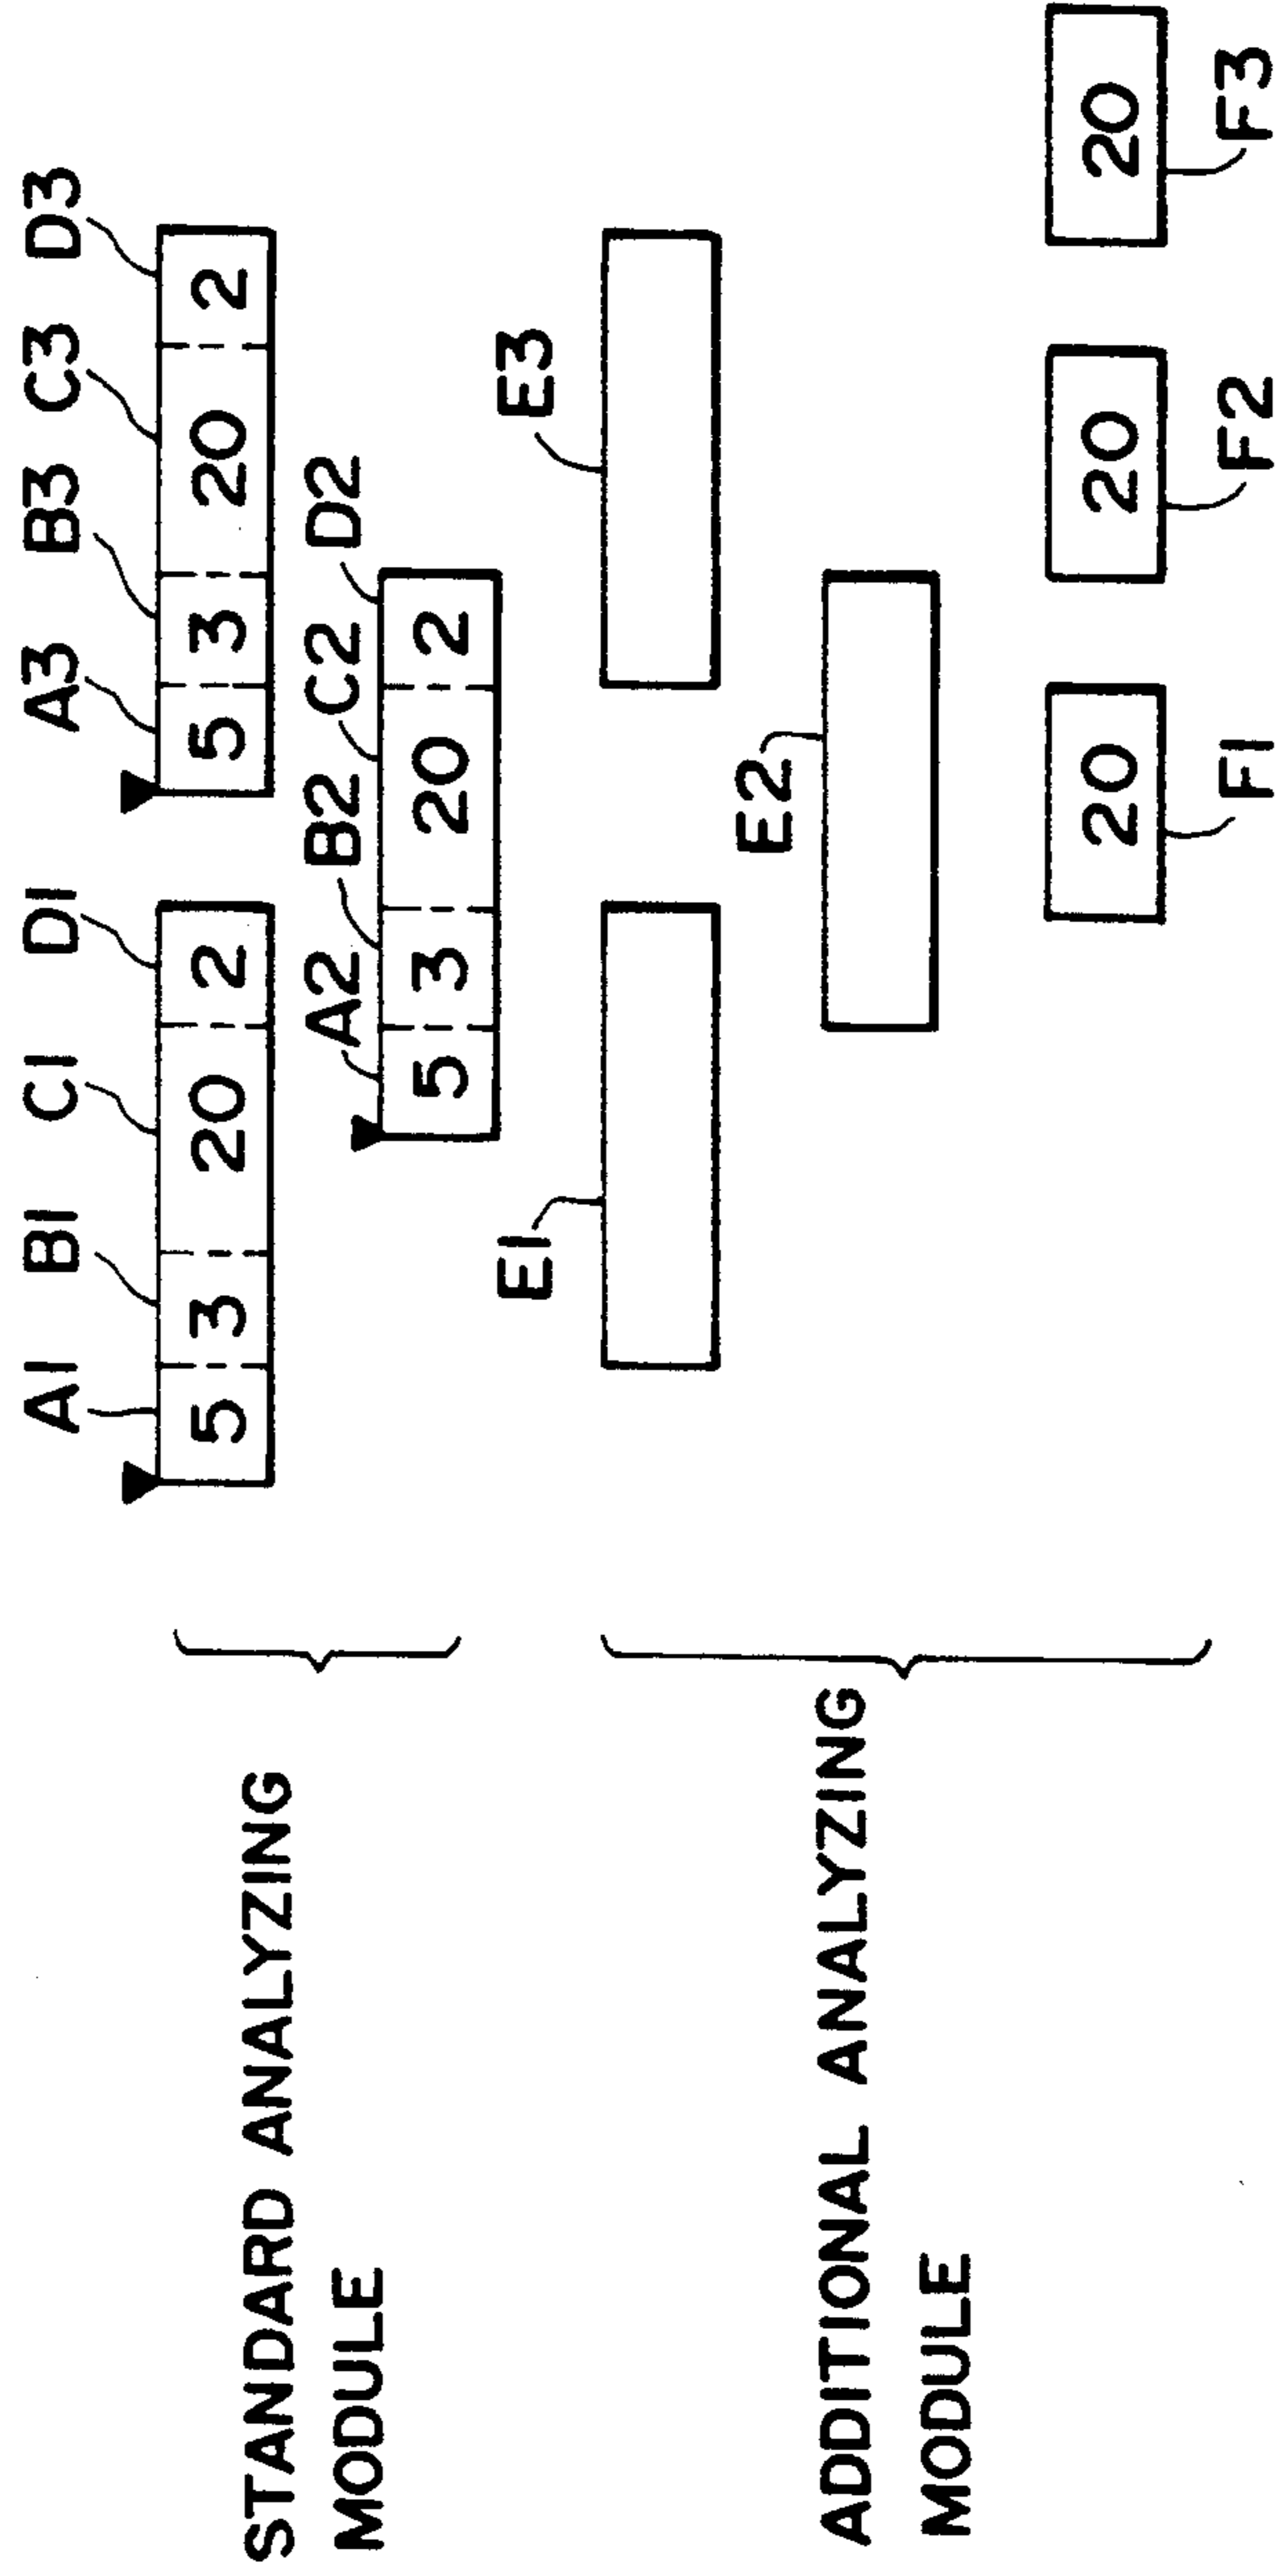 A1 B1 C1 D1 A3 B3 C3 D3
5 3 20 2 5 3 20 2
A2 B2 C2 D2
5 3 20 2
STANDARD ANALYZING
MODULE
E1 E3
E2
ADDITIONAL ANALYZING
MODULE
20 20 20
F1 F2 F3